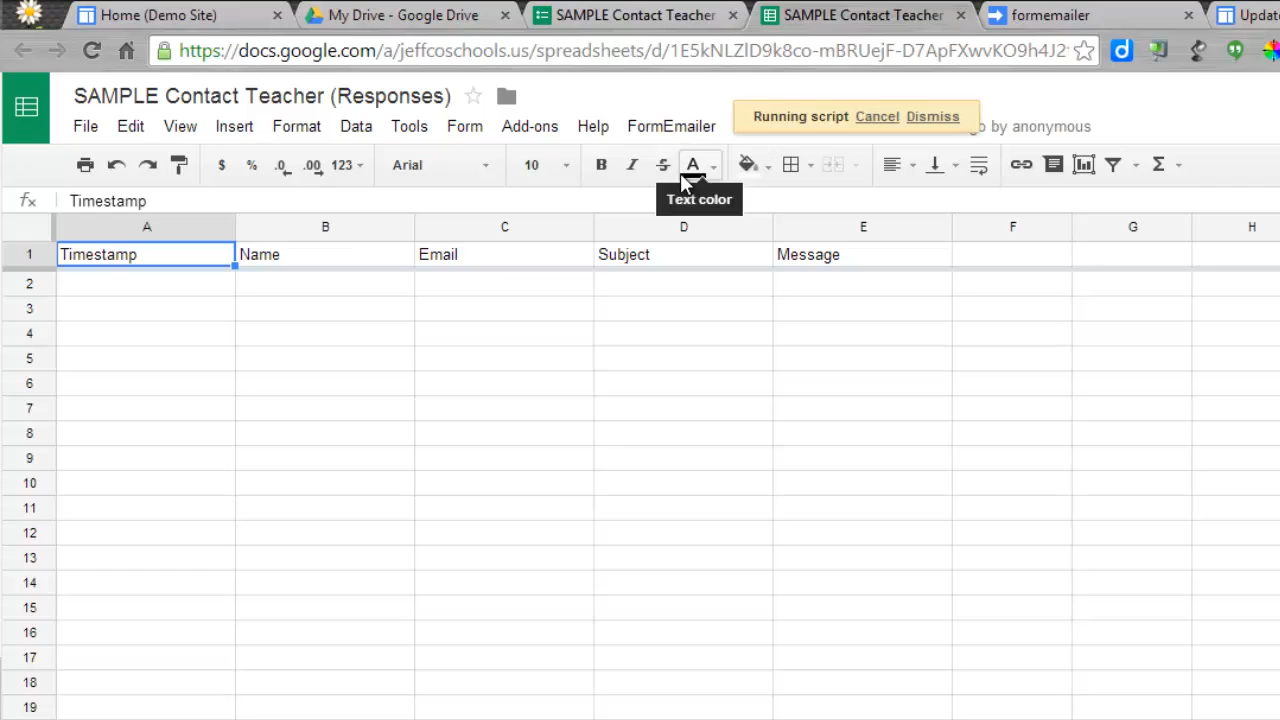 Home (Demo Site)
My Drive - Google Drive
SAMPLE Contact Teacher
SAMPLE Contact Teacher
formemailer
Updat
https://docs.google.com/a/jeffcoschools.us/spreadsheets/d/1E5kNLZlD9k8co-mBRUejF-D7ApFXwvKO9h4J2
SAMPLE Contact Teacher (Responses)
File Edit View Insert Format Data Tools Form Add-ons Help FormEmailer
Running script Cancel Dismiss
go by anonymous
$ % .0 .00 123 Arial 10 B I S A Σ
Text color
fx Timestamp
A B C D E F G H
1 Timestamp Name Email Subject Message
2
3
4
5
6
7
8
9
10
11
12
13
14
15
16
17
18
19